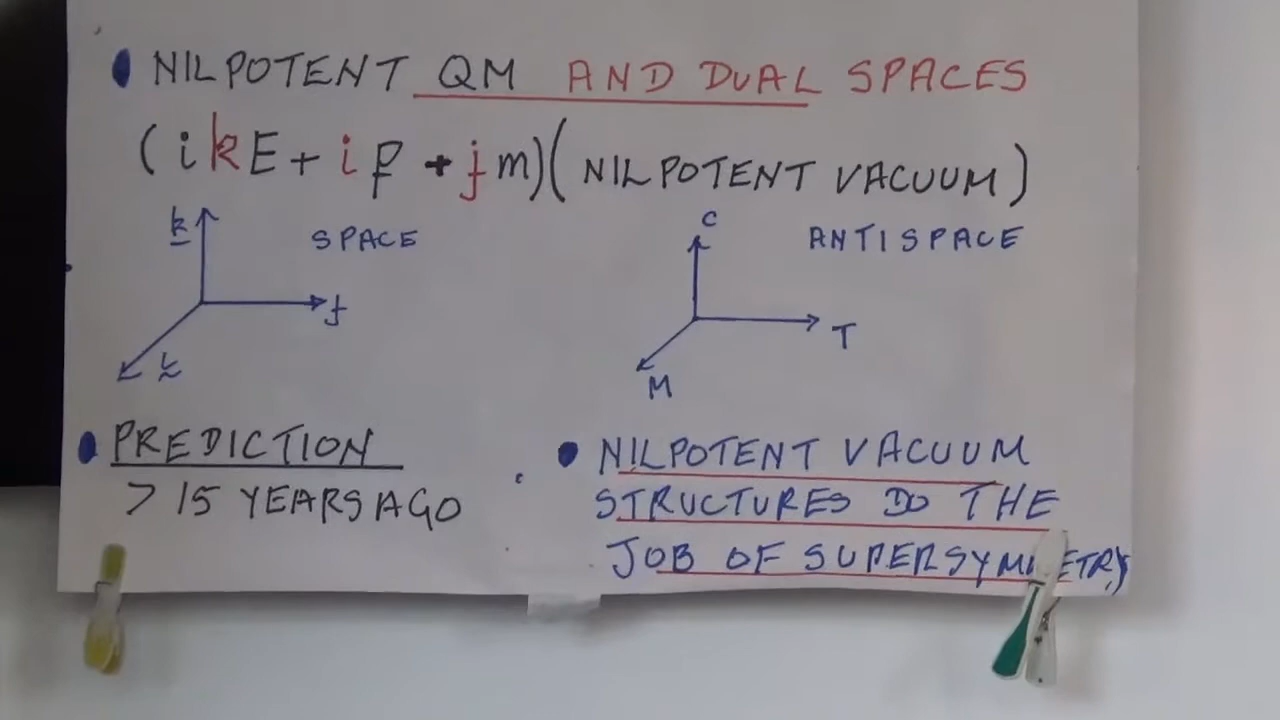 NILPOTENT QM AND DUAL SPACES
(ikE + ip + jm)(NILPOTENT VACUUM)
k SPACE
j
i
C ANTISPACE
T
M
PREDICTION
> 15 YEARS AGO
NILPOTENT VACUUM
STRUCTURES DO THE
JOB OF SUPERSYMMETRY